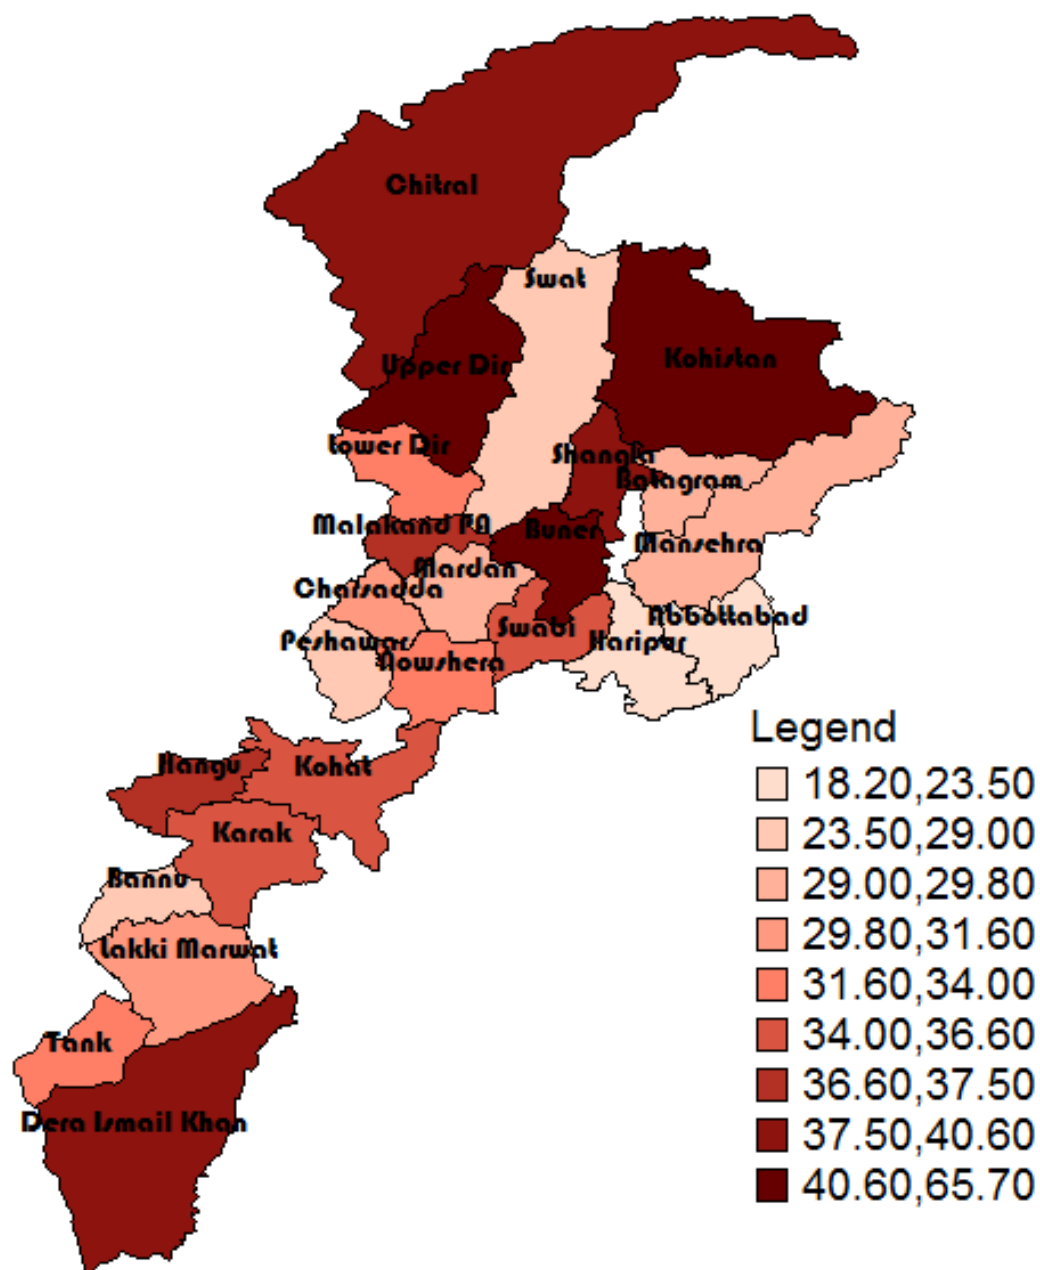 Chitral
Swat
Kohistan
Upper Dir
Lower Dir
Shangla
Batagram
Malakand PA
Buner
Mansehra
Mardan
Charsadda
Abbottabad
Swabi
Peshawar
Haripur
Nowshera
Legend
Hangu
Kohat
18.20,23.50
Karak
23.50,29.00
Bannu
29.00,29.80
Lakki Marwat
29.80,31.60
31.60,34.00
Tank
34.00,36.60
36.60,37.50
Dera Ismail Khan
37.50,40.60
40.60,65.70